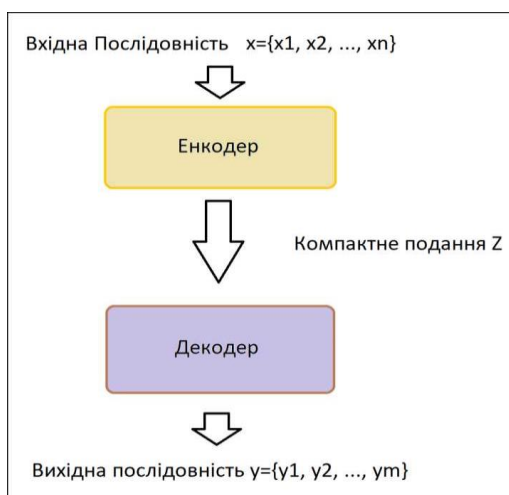 Вхідна Послідовність x={x1, x2, ..., xn}
Енкодер
Компактне подання Z
Декодер
Вихідна послідовність y={y1, y2, ..., ym}